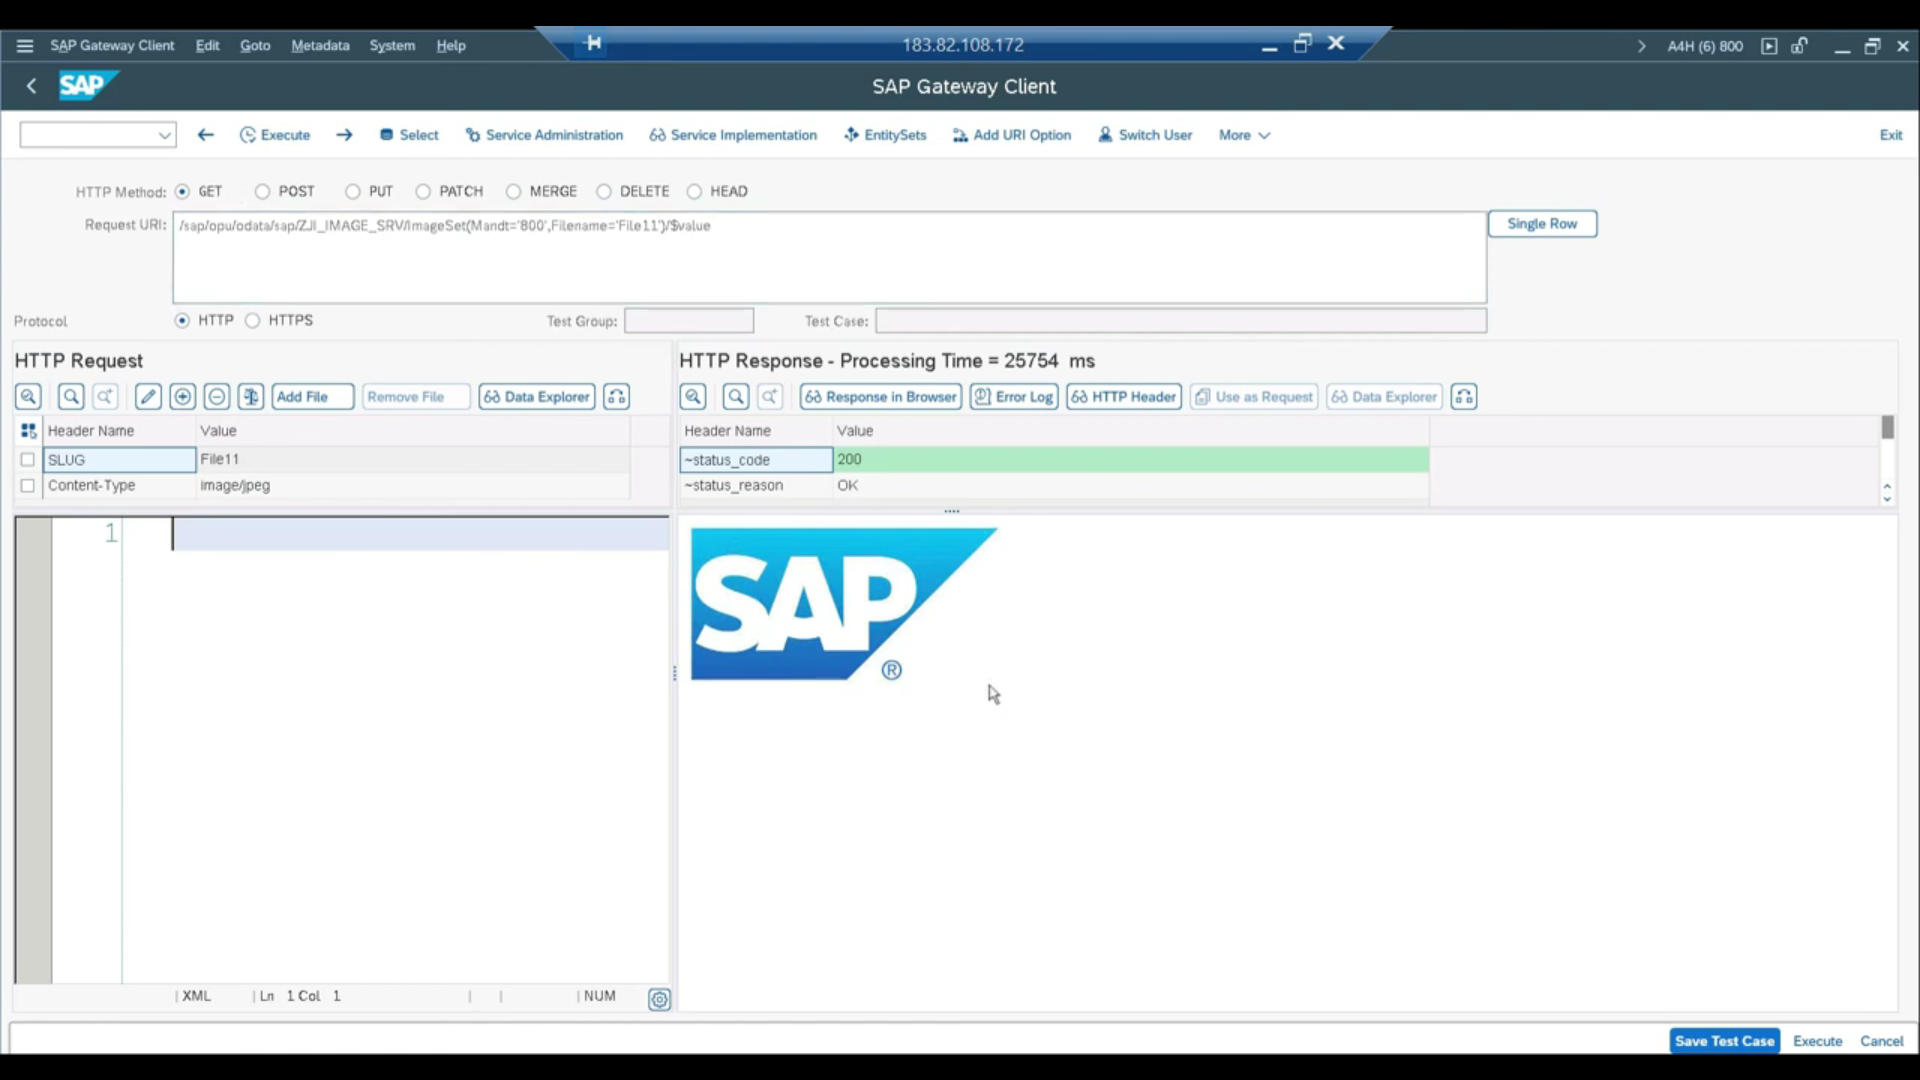 SAP Gateway Client Edit Goto Metadata System Help 183.82.108.172 A4H (6) 800
SAP SAP Gateway Client
Execute Select Service Administration Service Implementation EntitySets Add URI Option Switch User More Exit
HTTP Method: GET POST PUT PATCH MERGE DELETE HEAD
Request URI: /sap/opu/odata/sap/ZJI_IMAGE_SRV/ImageSet(Mandt='800',Filename='File11')/$value Single Row
Protocol HTTP HTTPS Test Group: Test Case:
HTTP Request HTTP Response - Processing Time = 25754 ms
Add File Remove File Data Explorer Response in Browser Error Log HTTP Header Use as Request Data Explorer
Header Name Value Header Name Value
SLUG File11 ~status_code 200
Content-Type image/jpeg ~status_reason OK
1
SAP ®
XML Ln 1 Col 1 NUM
Save Test Case Execute Cancel